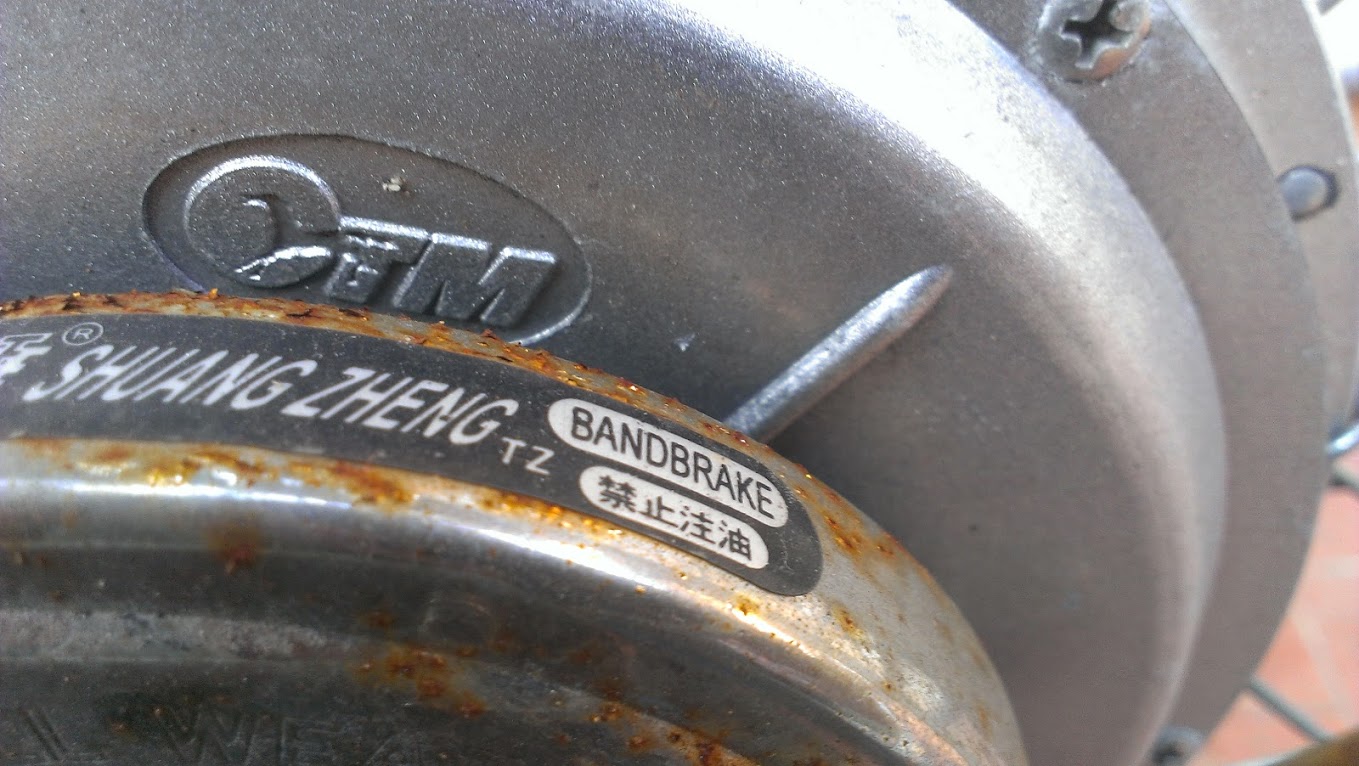 TM
® SHUANG ZHENG TZ
BANDBRAKE
禁止注油